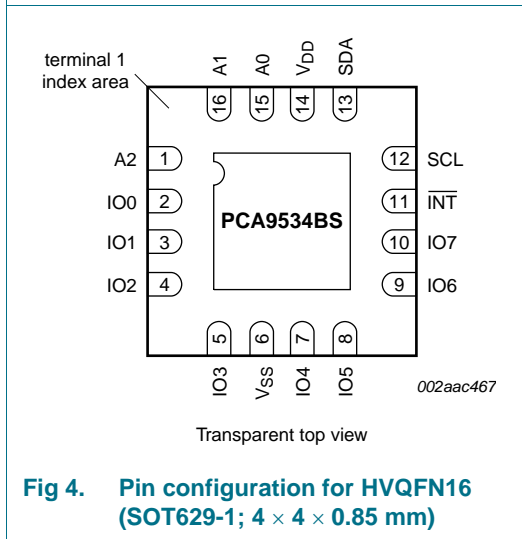 terminal 1
index area
A1
A0
VDD
SDA
16
15
14
13
A2 1
12 SCL
IO0 2
11 INT
IO1 3
PCA9534BS
10 IO7
IO2 4
9 IO6
5
6
7
8
IO3
VSS
IO4
IO5
002aac467
Transparent top view
Fig 4. Pin configuration for HVQFN16
(SOT629-1; 4 × 4 × 0.85 mm)